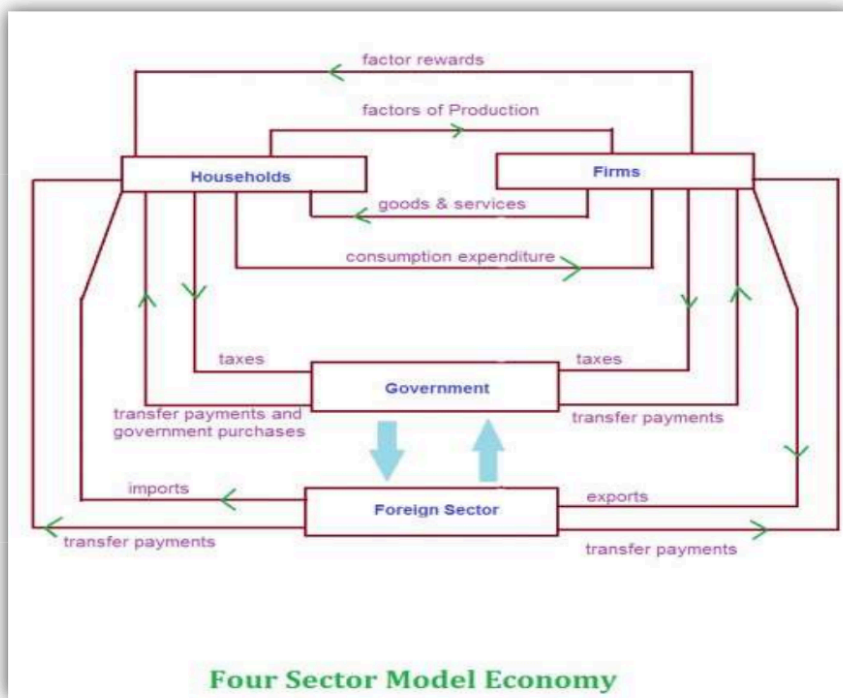 factor rewards
factors of Production
Households
Firms
goods & services
consumption expenditure
taxes
taxes
Government
transfer payments and
government purchases
transfer payments
imports
Foreign Sector
exports
transfer payments
transfer payments
Four Sector Model Economy